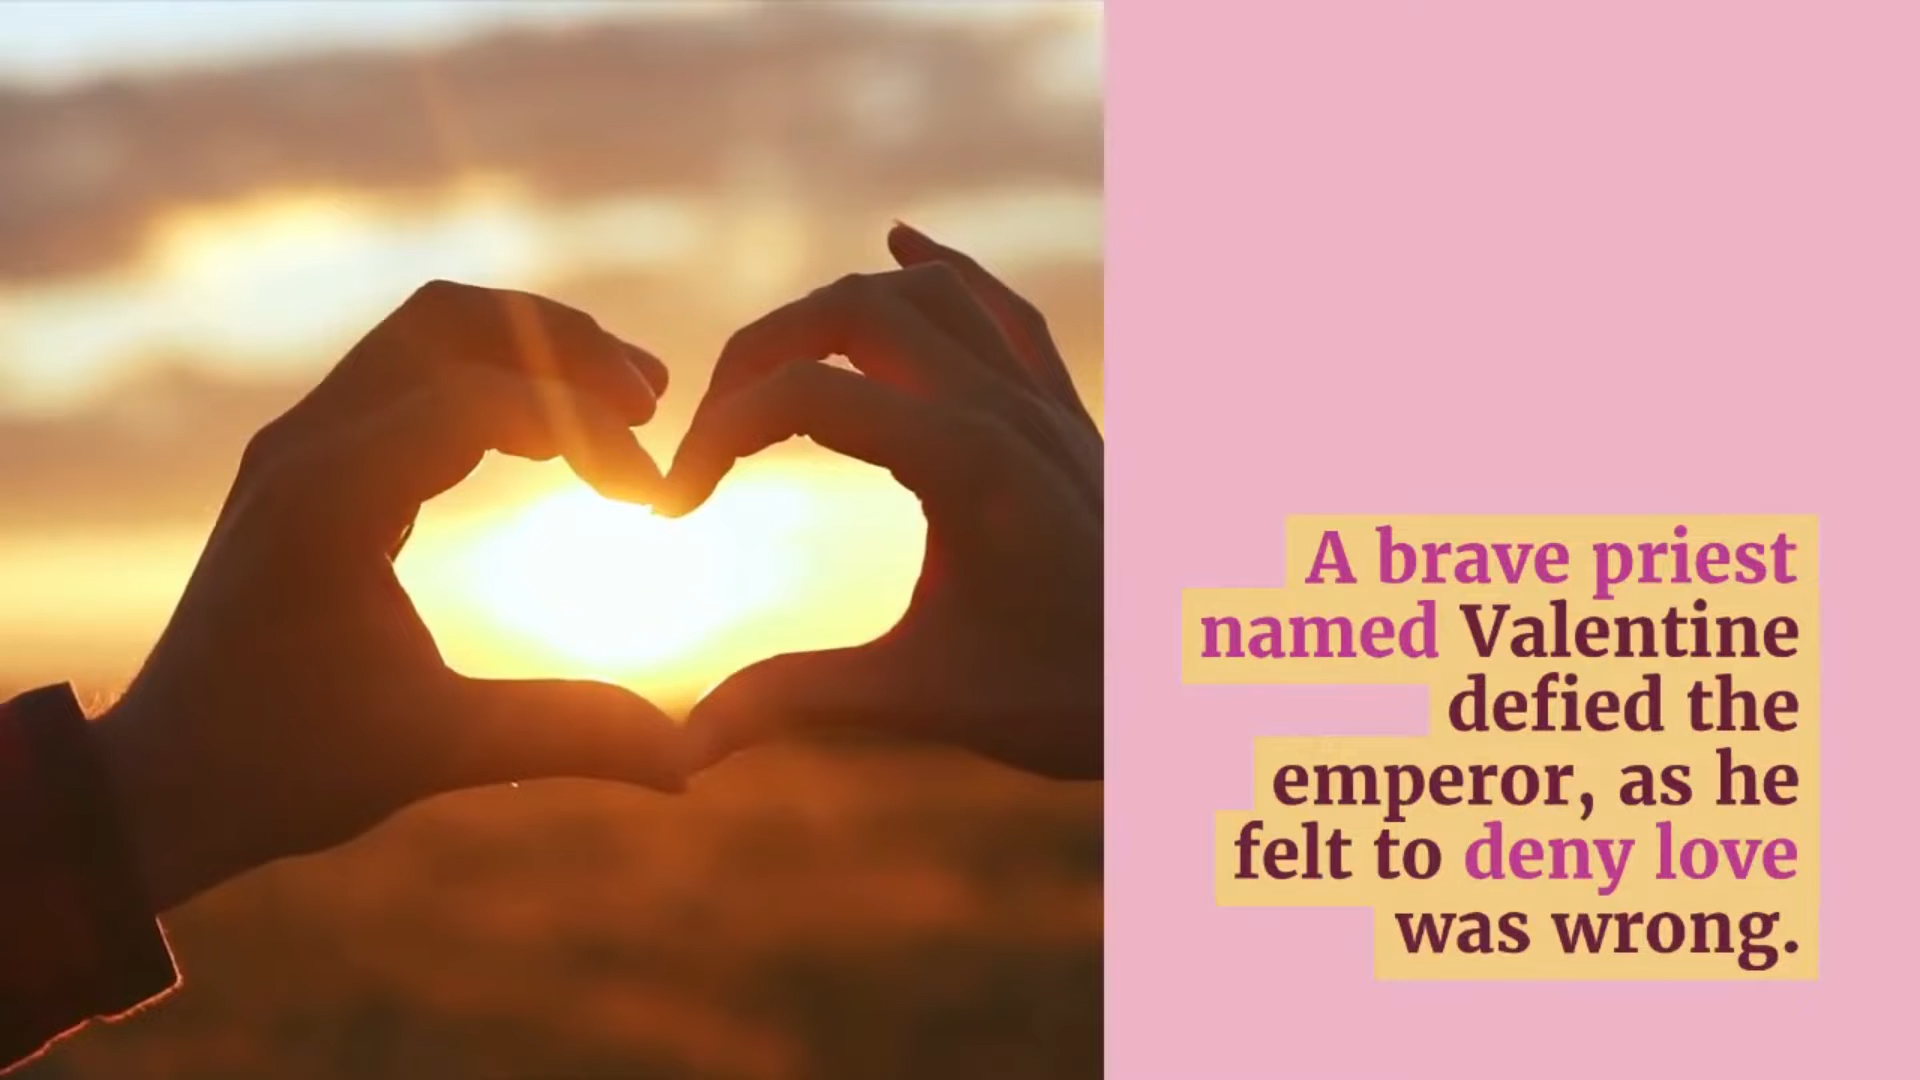 A brave priest
named Valentine
defied the
emperor, as he
felt to deny love
was wrong.